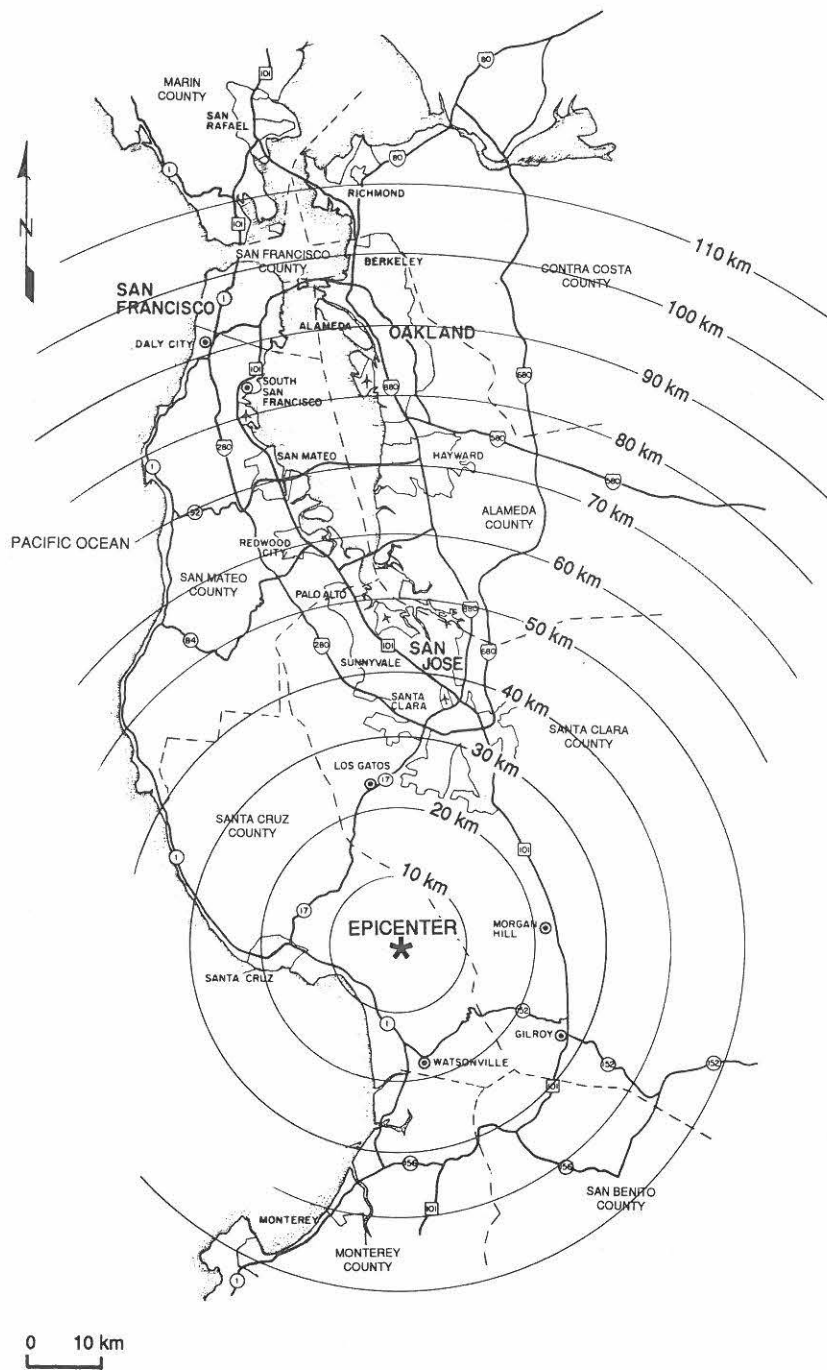 80
101
MARIN
COUNTY
SAN
RAFAEL
1
80
N
RICHMOND
101
110 km
SAN FRANCISCO
COUNTY
BERKELEY
CONTRA COSTA
COUNTY
100 km
SAN
FRANCISCO
1
ALAMEDA
OAKLAND
DALY CITY
90 km
101
SOUTH
SAN
FRANCISCO
880
680
80 km
280
SAN MATEO
HAYWARD
580
1
580
70 km
92
ALAMEDA
COUNTY
PACIFIC OCEAN
REDWOOD
CITY
60 km
SAN MATEO
COUNTY
PALO ALTO
880
50 km
84
280
101
SAN
JOSE
680
SUNNYVALE
40 km
SANTA
CLARA
SANTA CLARA
COUNTY
30 km
LOS GATOS
17
20 km
SANTA CRUZ
COUNTY
101
1
10 km
17
EPICENTER
MORGAN
HILL
SANTA CRUZ
1
152
GILROY
WATSONVILLE
152
152
101
156
156
SAN BENITO
COUNTY
101
MONTEREY
MONTEREY
COUNTY
1
0 10 km